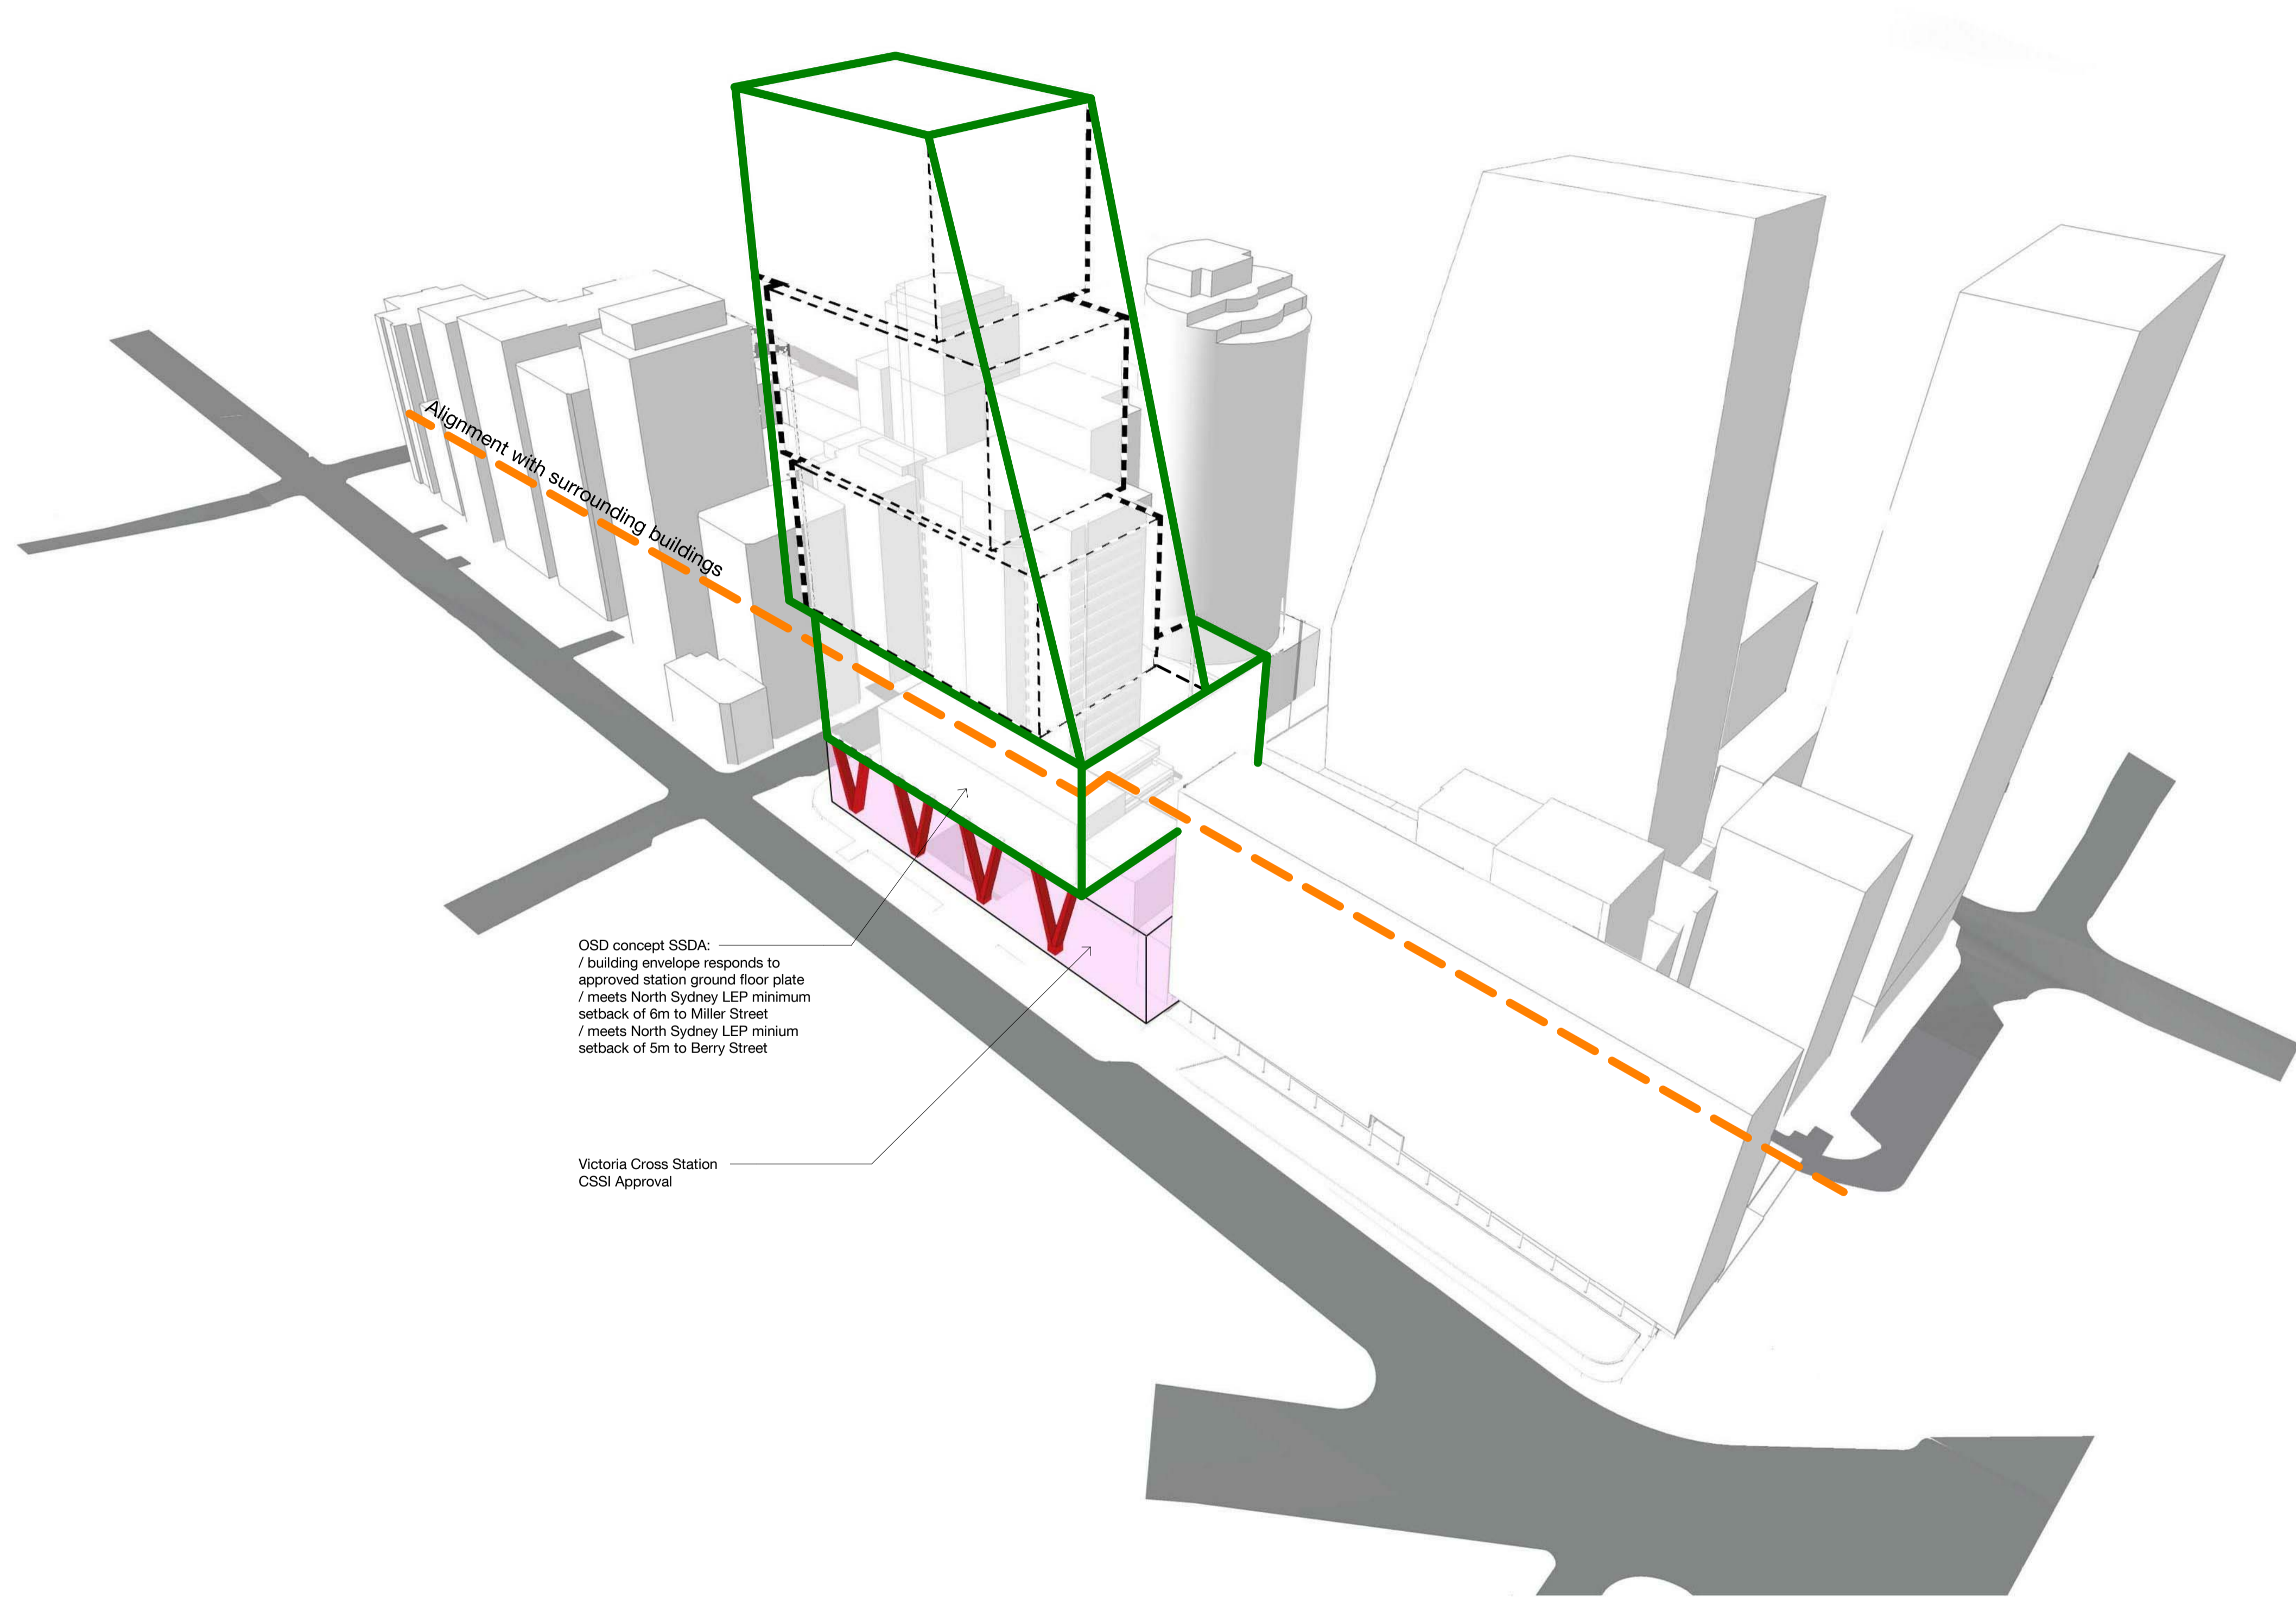 Alignment with surrounding buildings
OSD concept SSDA:
/ building envelope responds to
approved station ground floor plate
/ meets North Sydney LEP minimum
setback of 6m to Miller Street
/ meets North Sydney LEP minium
setback of 5m to Berry Street
Victoria Cross Station
CSSI Approval